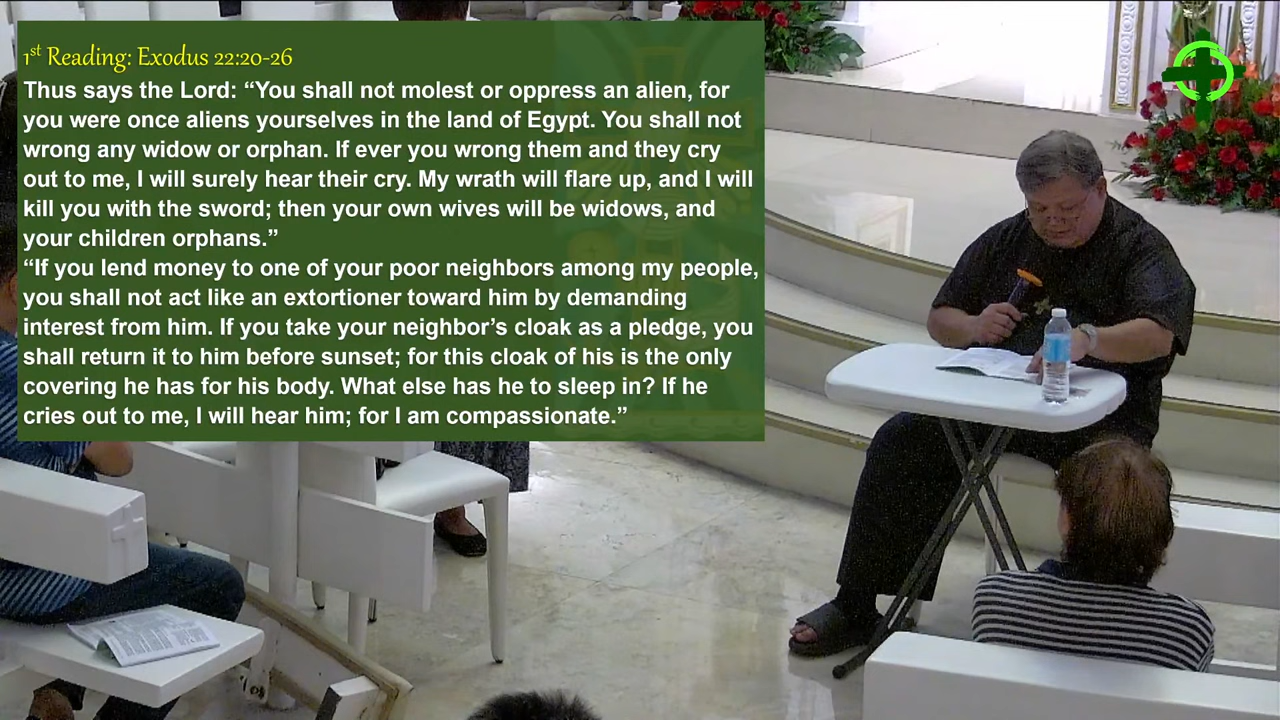 1st Reading: Exodus 22:20-26
Thus says the Lord: “You shall not molest or oppress an alien, for
you were once aliens yourselves in the land of Egypt. You shall not
wrong any widow or orphan. If ever you wrong them and they cry
out to me, I will surely hear their cry. My wrath will flare up, and I will
kill you with the sword; then your own wives will be widows, and
your children orphans.”
“If you lend money to one of your poor neighbors among my people,
you shall not act like an extortioner toward him by demanding
interest from him. If you take your neighbor’s cloak as a pledge, you
shall return it to him before sunset; for this cloak of his is the only
covering he has for his body. What else has he to sleep in? If he
cries out to me, I will hear him; for I am compassionate.”